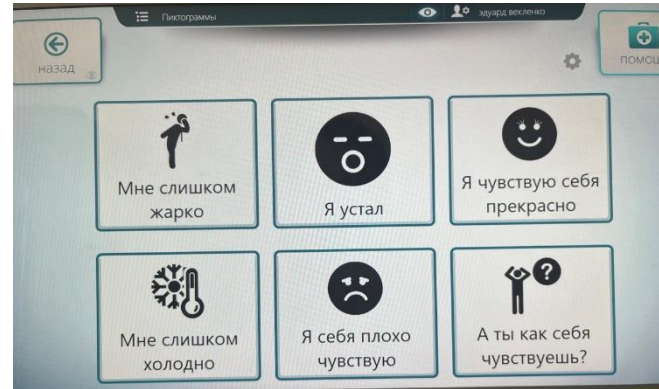 Пиктограммы
эдуард векленко
назад
помощ
Мне слишком
жарко
Я устал
Я чувствую себя
прекрасно
Мне слишком
холодно
Я себя плохо
чувствую
?
А ты как себя
чувствуешь?